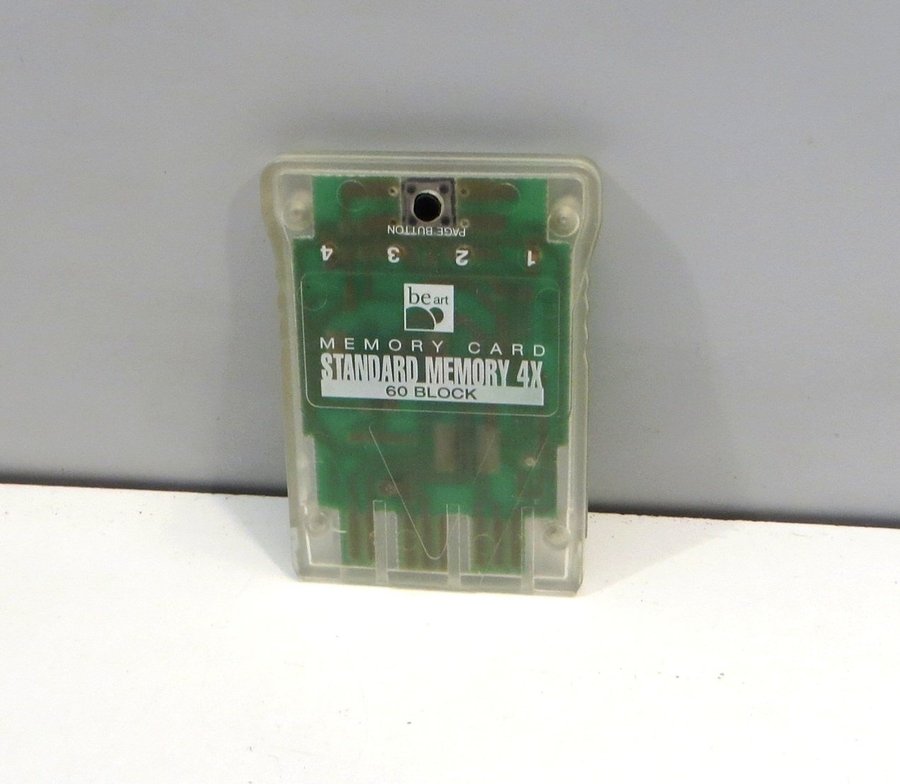 PAGE BUTTON
4 3 2 1
be art
MEMORY CARD
STANDARD MEMORY 4X
60 BLOCK